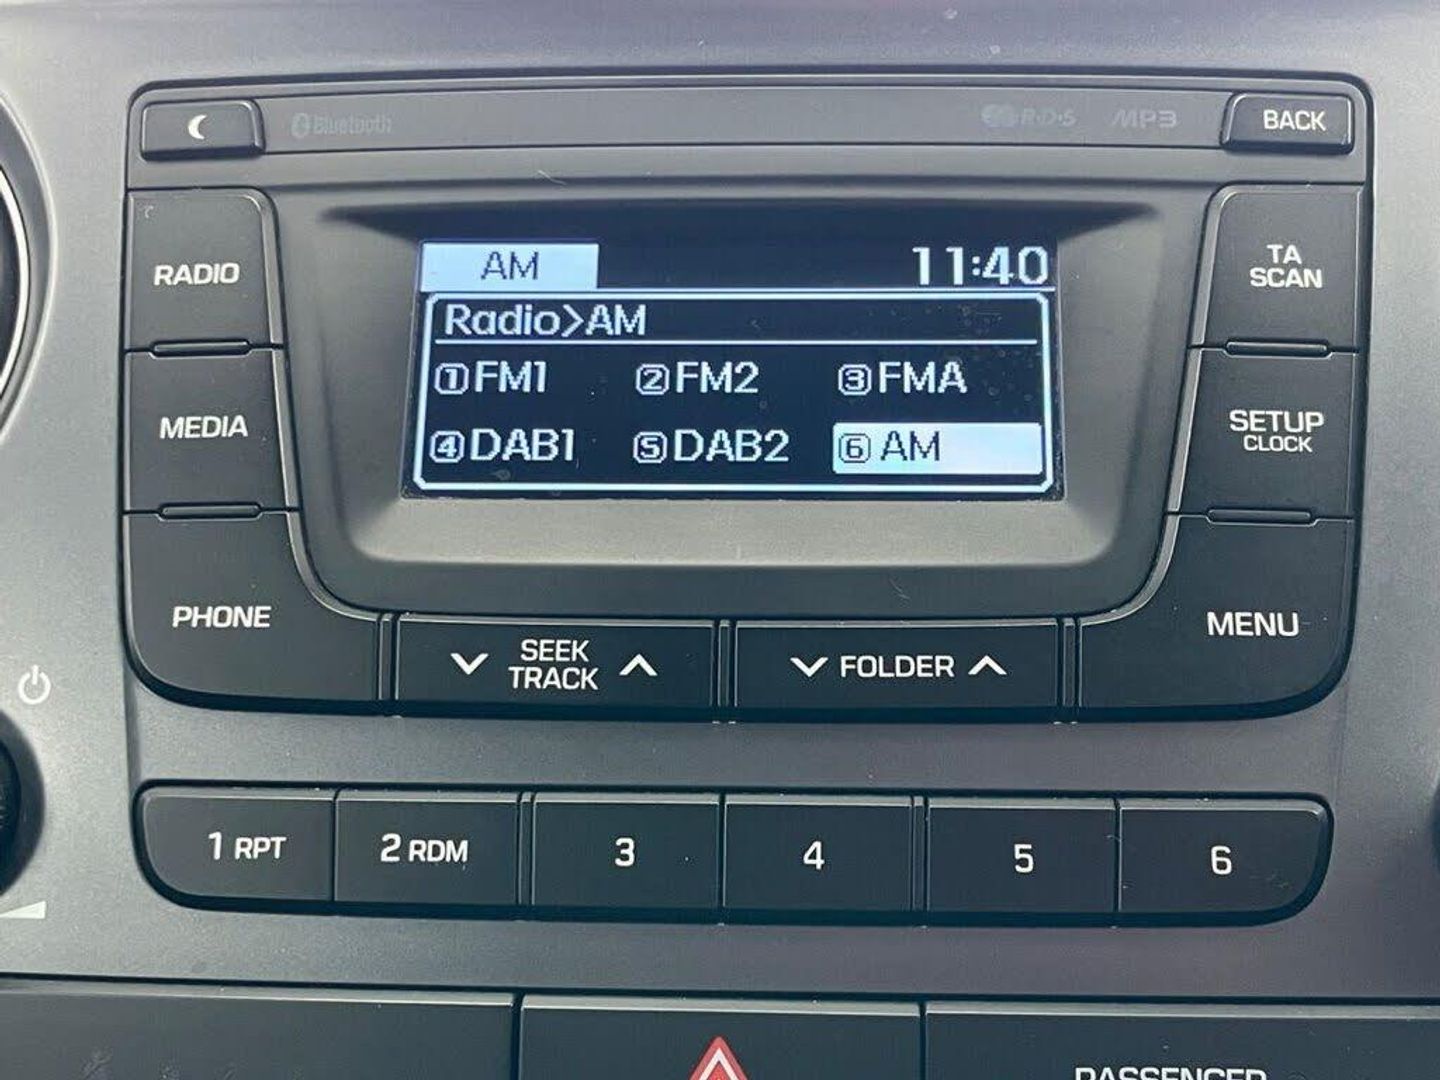 Bluetooth
R·D·S
MP3
BACK
RADIO
MEDIA
PHONE
AM
11:40
Radio>AM
①FM1 ②FM2 ③FMA
④DAB1 ⑤DAB2 ⑥AM
TA
SCAN
SETUP
CLOCK
MENU
SEEK
TRACK
FOLDER
1 RPT
2 RDM
3
4
5
6
PASSENGER